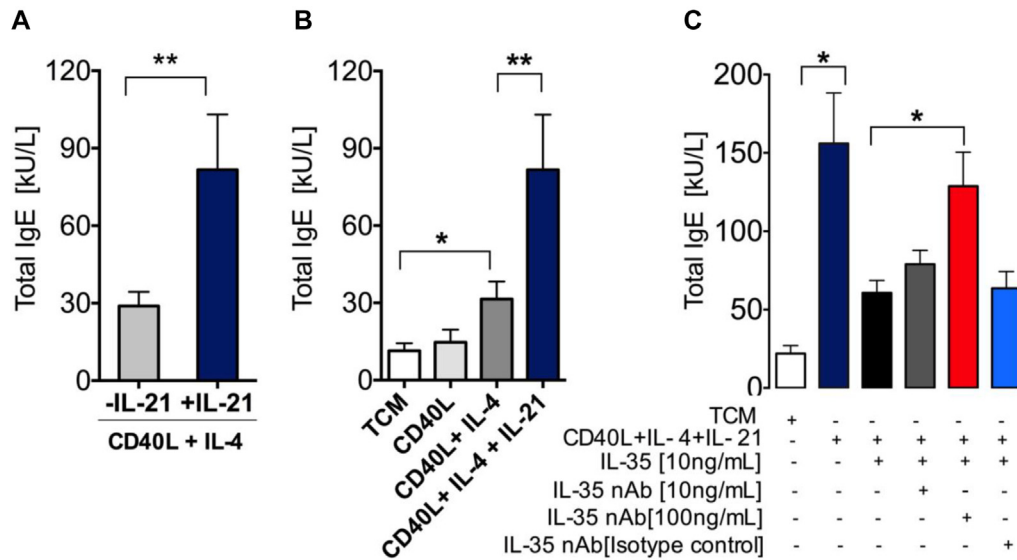 A
**
120
90
60
30
0
Total IgE [kU/L]
-IL-21 +IL-21
CD40L + IL-4
B
**
*
120
90
60
30
0
Total IgE [kU/L]
TCM
CD40L
CD40L+ IL-4
CD40L+ IL-4 + IL-21
C
*
*
200
150
100
50
0
Total IgE [kU/L]
TCM + - - - - -
CD40L+IL- 4+IL- 21 - + + + + +
IL-35 [10ng/mL] - - + + + +
IL-35 nAb [10ng/mL] - - - + - -
IL-35 nAb[100ng/mL] - - - - + -
IL-35 nAb[Isotype control] - - - - - +